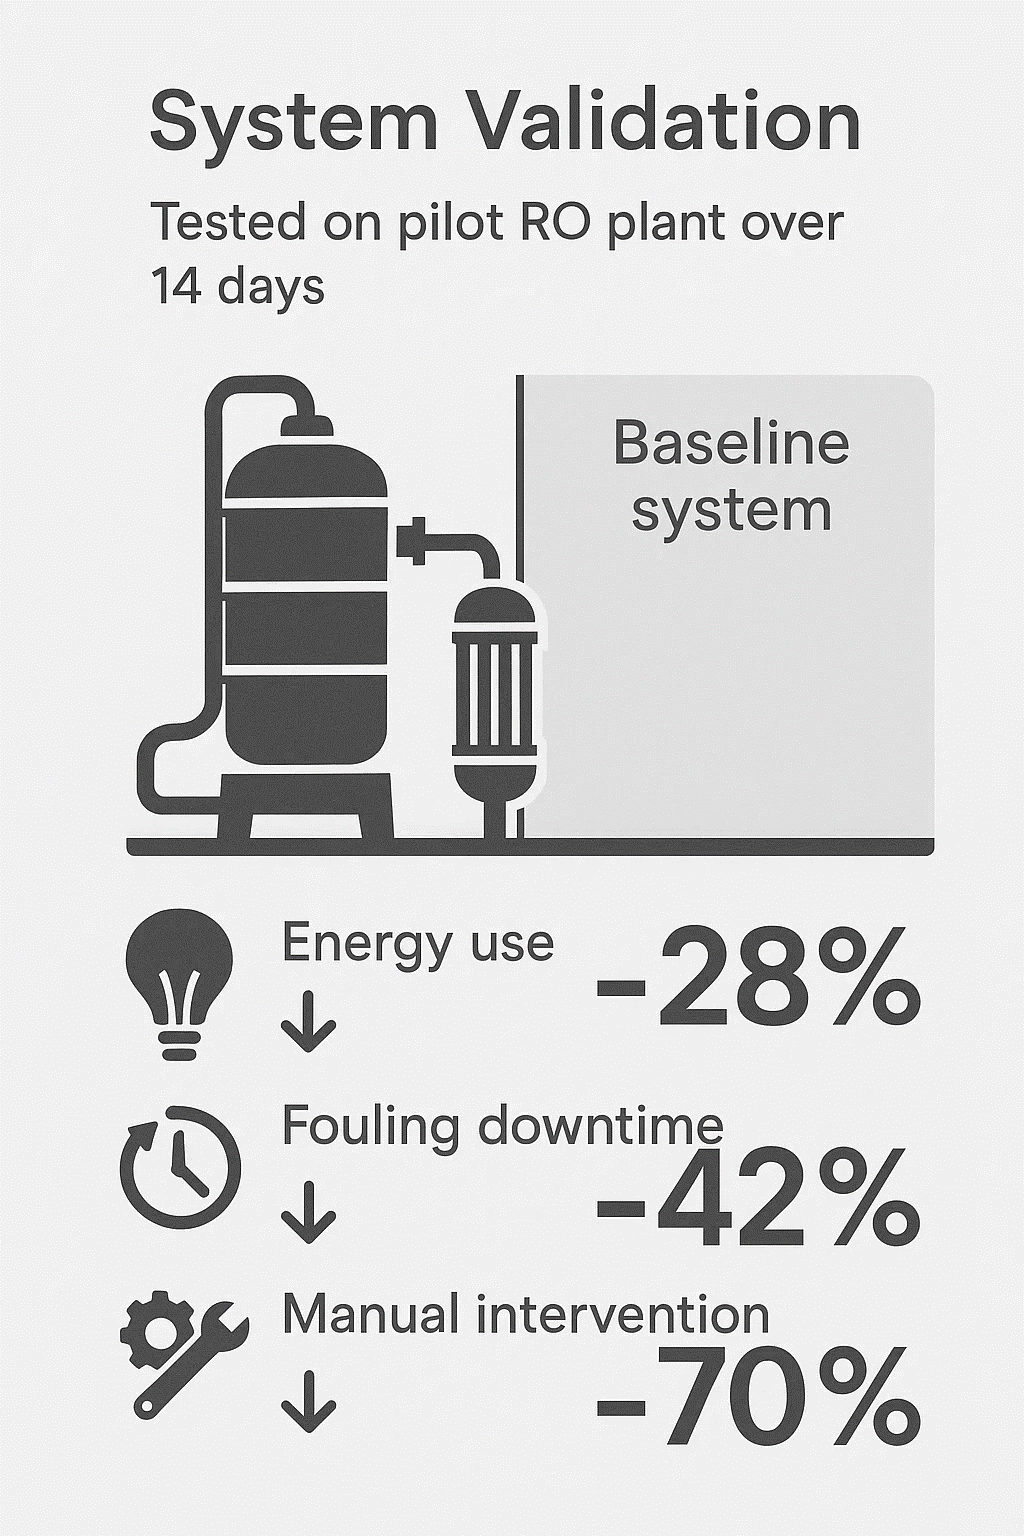 System Validation
Tested on pilot RO plant over
14 days
Baseline
system
Energy use
-28%
Fouling downtime
-42%
Manual intervention
-70%